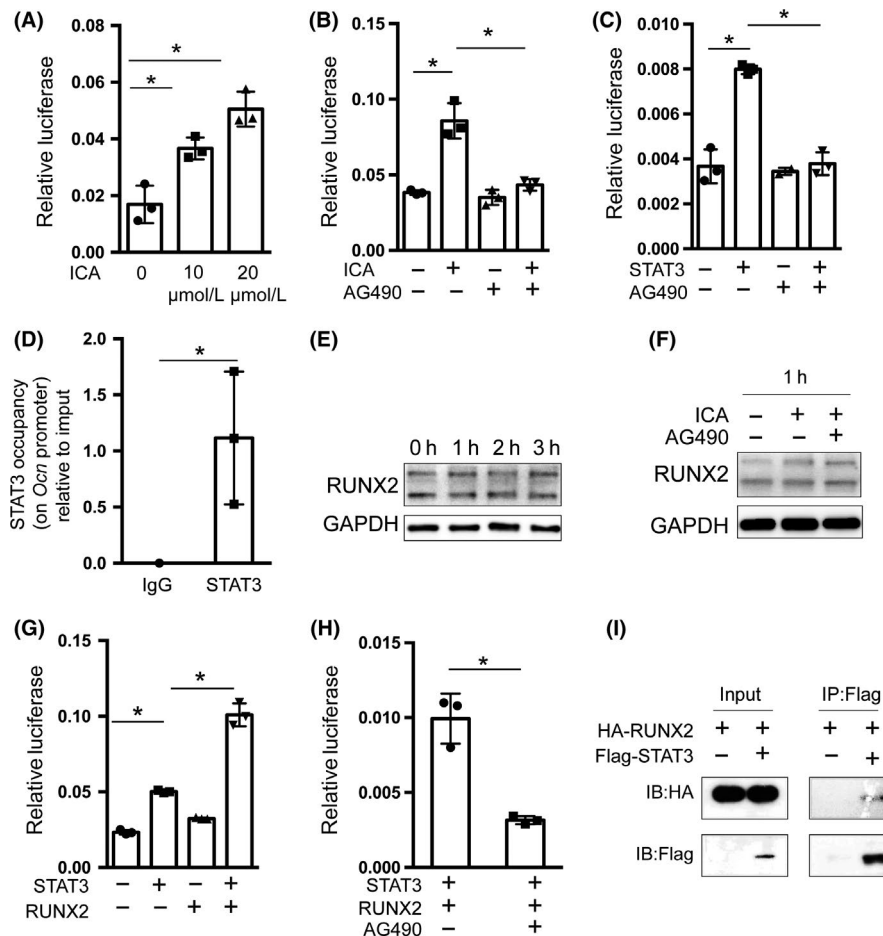 (A)
Relative luciferase
0.08
0.06
0.04
0.02
0.00
* *
ICA 0 10 20
µmol/L µmol/L
(B)
Relative luciferase
0.15
0.10
0.05
0.00
* *
ICA – + – +
AG490 – – + +
(C)
Relative luciferase
0.010
0.008
0.006
0.004
0.002
0.000
* *
STAT3 – + – +
AG490 – – + +
(D)
STAT3 occupancy
(on Ocn promoter)
relative to imput
2.0
1.5
1.0
0.5
0.0
*
IgG STAT3
(E)
0 h 1 h 2 h 3 h
RUNX2
GAPDH
(F)
1 h
ICA – + +
AG490 – – +
RUNX2
GAPDH
(G)
Relative luciferase
0.15
0.10
0.05
0.00
* *
STAT3 – + – +
RUNX2 – – + +
(H)
Relative luciferase
0.015
0.010
0.005
0.000
*
STAT3 + +
RUNX2 + +
AG490 – +
(I)
Input IP:Flag
HA-RUNX2 + + + +
Flag-STAT3 – + – +
IB:HA
IB:Flag